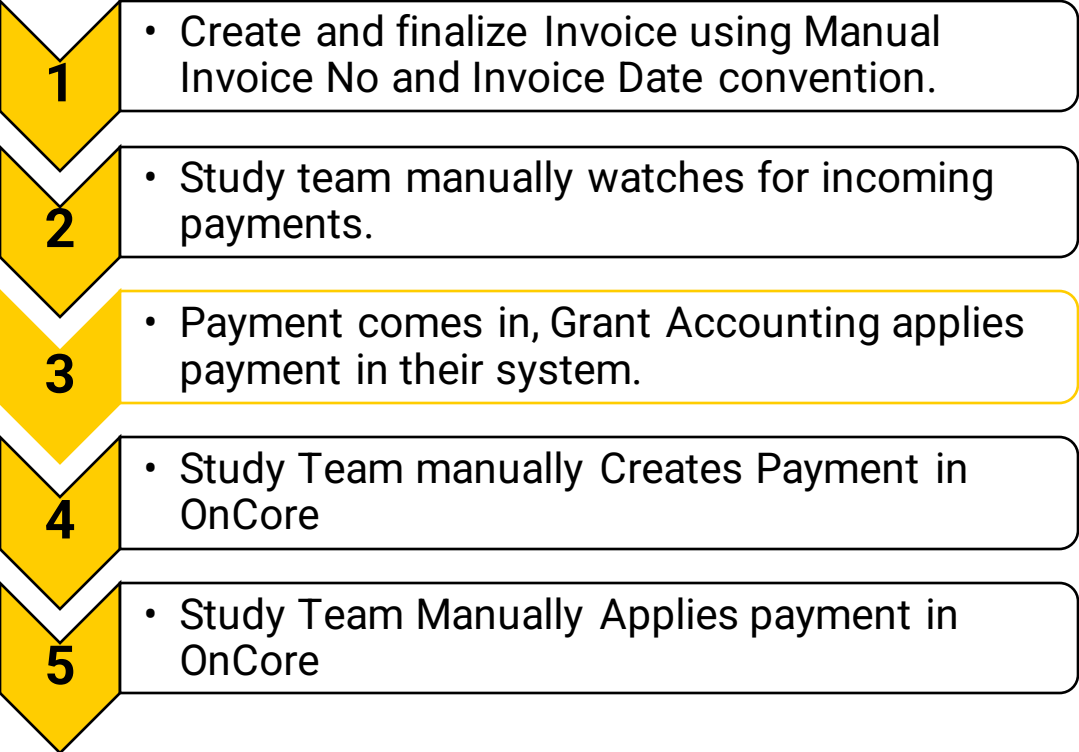 1
• Create and finalize Invoice using Manual
Invoice No and Invoice Date convention.
2
• Study team manually watches for incoming
payments.
3
• Payment comes in, Grant Accounting applies
payment in their system.
4
• Study Team manually Creates Payment in
OnCore
5
• Study Team Manually Applies payment in
OnCore